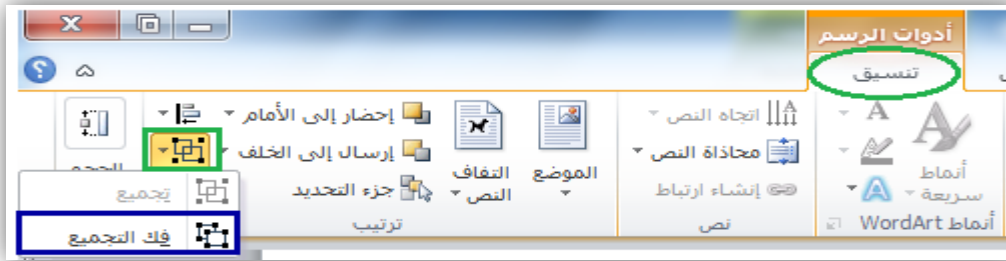 أدوات الرسم
تنسيق
أنماط سريعة
أنماط WordArt
اتجاه النص
محاذاة النص
إنشاء ارتباط
نص
الموضع
التفاف النص
إحضار إلى الأمام
إرسال إلى الخلف
جزء التحديد
ترتيب
تجميع
فك التجميع